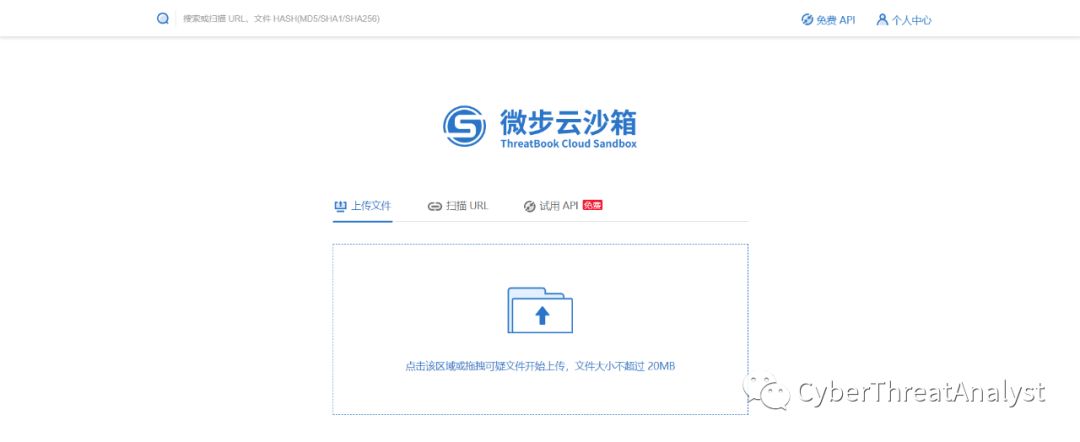 搜索或扫描 URL、文件 HASH(MD5/SHA1/SHA256)
免费 API 个人中心
微步云沙箱
ThreatBook Cloud Sandbox
上传文件 扫描 URL 试用 API 免费
点击该区域或拖拽可疑文件开始上传，文件大小不超过 20MB
CyberThreatAnalyst